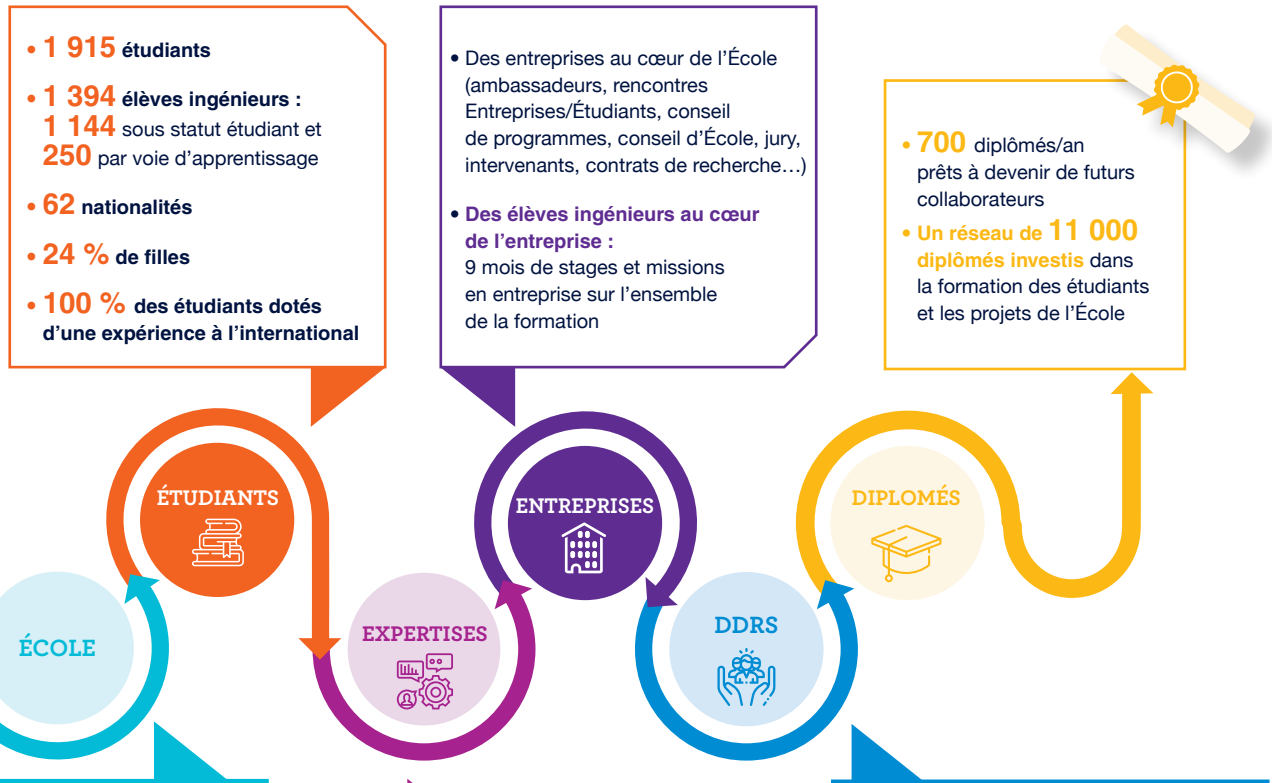 • 1 915 étudiants
• 1 394 élèves ingénieurs :
1 144 sous statut étudiant et
250 par voie d’apprentissage
• 62 nationalités
• 24 % de filles
• 100 % des étudiants dotés
d’une expérience à l’international
• Des entreprises au cœur de l’École
(ambassadeurs, rencontres
Entreprises/Étudiants, conseil
de programmes, conseil d’École, jury,
intervenants, contrats de recherche…)
• Des élèves ingénieurs au cœur
de l’entreprise :
9 mois de stages et missions
en entreprise sur l’ensemble
de la formation
• 700 diplômés/an
prêts à devenir de futurs
collaborateurs
• Un réseau de 11 000
diplômés investis dans
la formation des étudiants
et les projets de l’École
ÉCOLE
ÉTUDIANTS
EXPERTISES
ENTREPRISES
DDRS
DIPLOMÉS